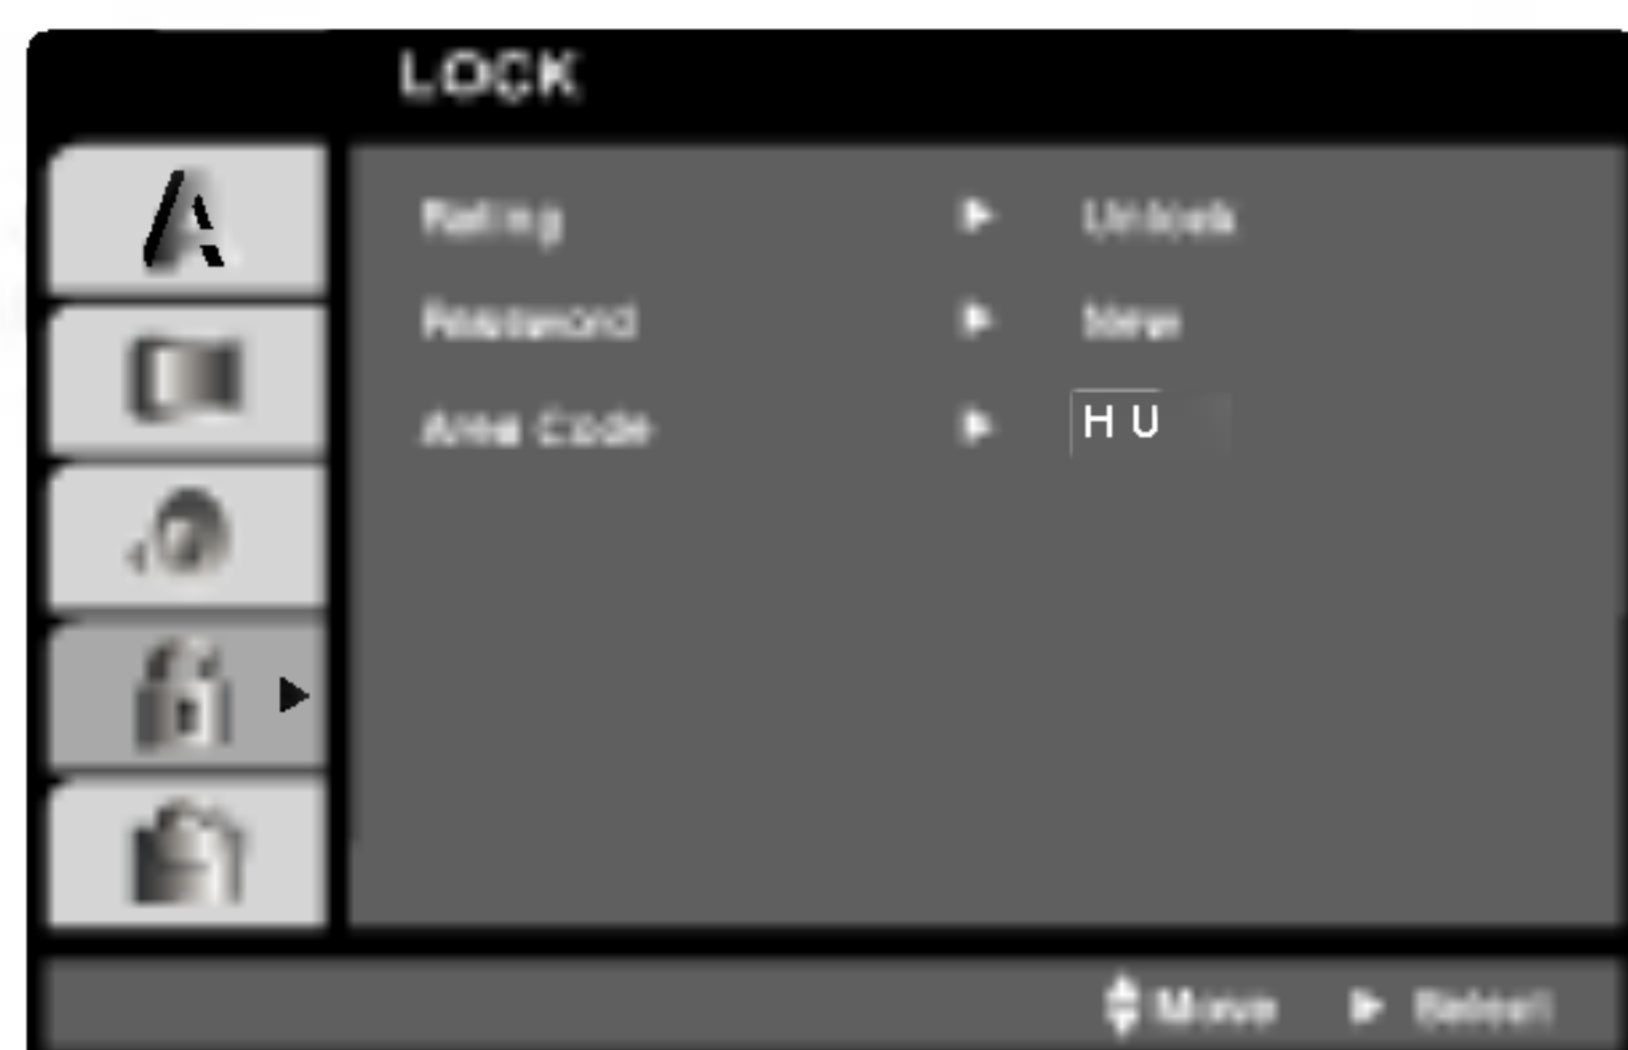 LOCK
Rating ► Unlock
Password ► New
Area Code ► H U
Move ► Select